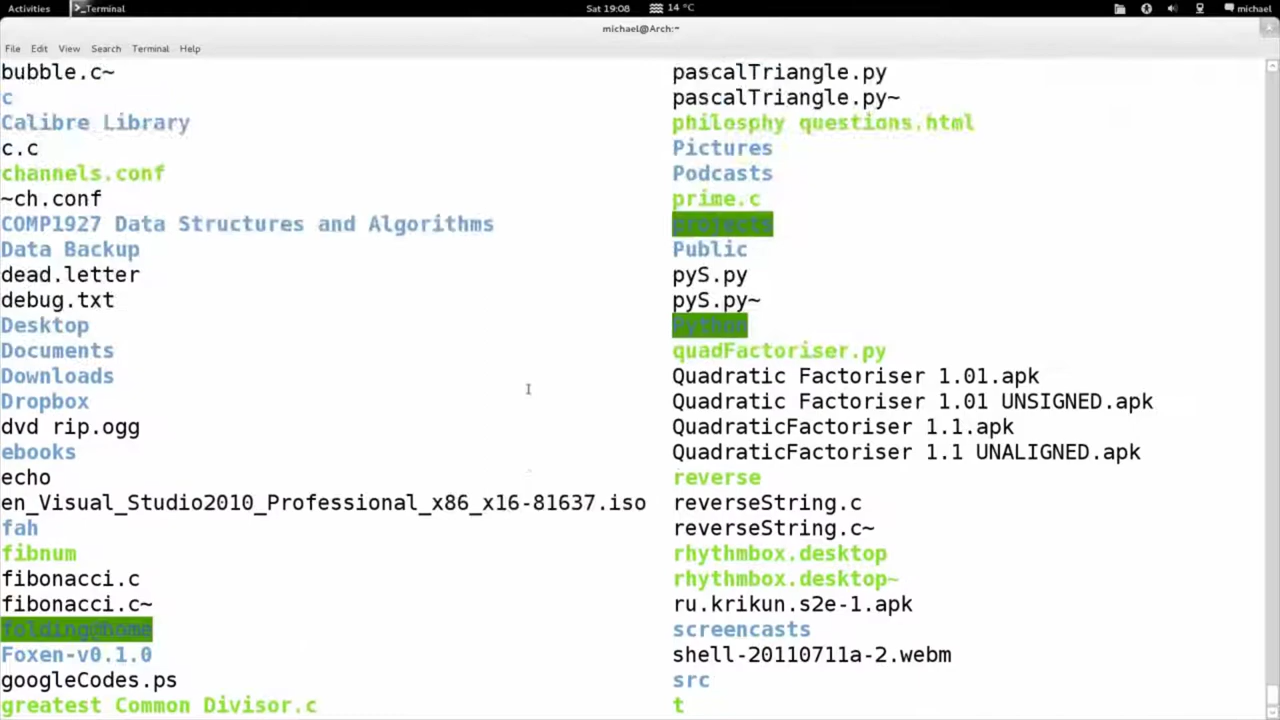 Activities Terminal Sat 19:08 14 °C michael
michael@Arch:~
File Edit View Search Terminal Help
bubble.c~
c
Calibre Library
c.c
channels.conf
~ch.conf
COMP1927 Data Structures and Algorithms
Data Backup
dead.letter
debug.txt
Desktop
Documents
Downloads
Dropbox
dvd rip.ogg
ebooks
echo
en_Visual_Studio2010_Professional_x86_x16-81637.iso
fah
fibnum
fibonacci.c
fibonacci.c~
folding@home
Foxen-v0.1.0
googleCodes.ps
greatest Common Divisor.c
pascalTriangle.py
pascalTriangle.py~
philosphy questions.html
Pictures
Podcasts
prime.c
projects
Public
pyS.py
pyS.py~
Python
quadFactoriser.py
Quadratic Factoriser 1.01.apk
Quadratic Factoriser 1.01 UNSIGNED.apk
QuadraticFactoriser 1.1.apk
QuadraticFactoriser 1.1 UNALIGNED.apk
reverse
reverseString.c
reverseString.c~
rhythmbox.desktop
rhythmbox.desktop~
ru.krikun.s2e-1.apk
screencasts
shell-20110711a-2.webm
src
t